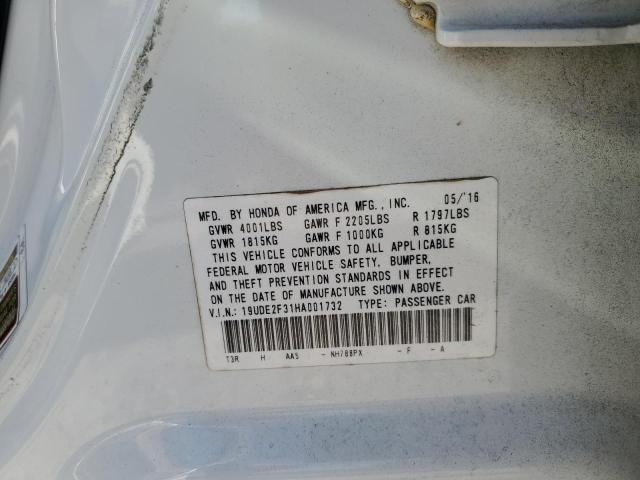 MFD. BY HONDA OF AMERICA MFG., INC. 05/'16
GVWR 4001LBS GAWR F 2205LBS R 1797LBS
GVWR 1815KG GAWR F 1000KG R 815KG
THIS VEHICLE CONFORMS TO ALL APPLICABLE
FEDERAL MOTOR VEHICLE SAFETY, BUMPER,
AND THEFT PREVENTION STANDARDS IN EFFECT
ON THE DATE OF MANUFACTURE SHOWN ABOVE.
V.I.N.: 19UDE2F31HA001732 TYPE: PASSENGER CAR
T3R H AAS - NH788PX - F - A